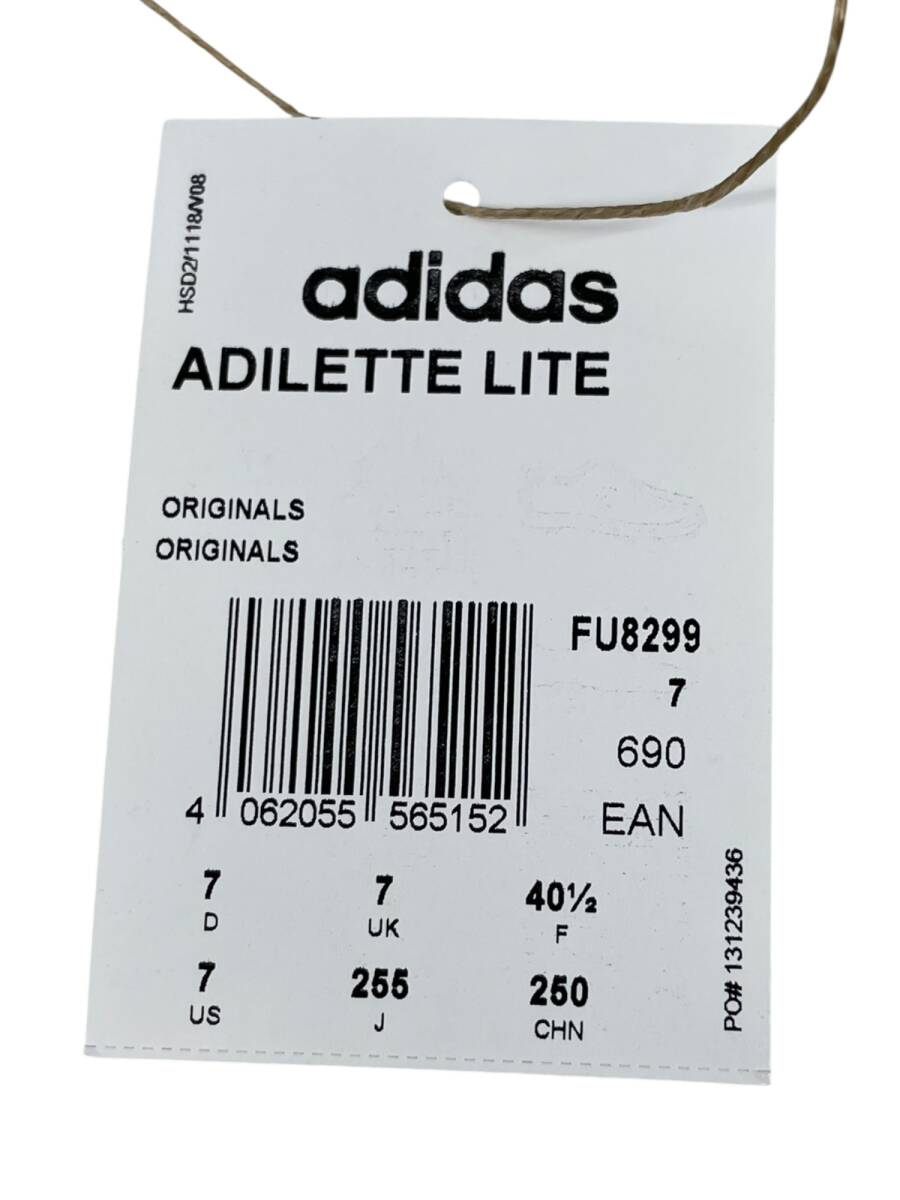 HSD2/1118/V08
adidas
ADILETTE LITE
ORIGINALS
ORIGINALS
FU8299
7
690
EAN
4 062055 565152
7 7 40½
D UK F
7 255 250
US J CHN
PO# 131239436